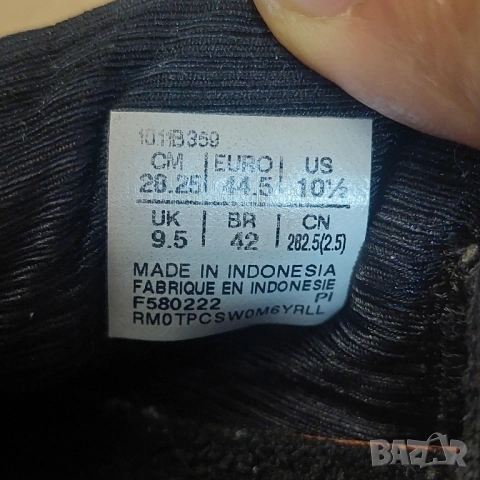 1011B359
CM EURO US
28.25 44.5 10½
UK BR CN
9.5 42 282.5(2.5)
MADE IN INDONESIA
FABRIQUE EN INDONESIE
F580222 PI
RM0TPCSW0M6YRLL
BAZAR